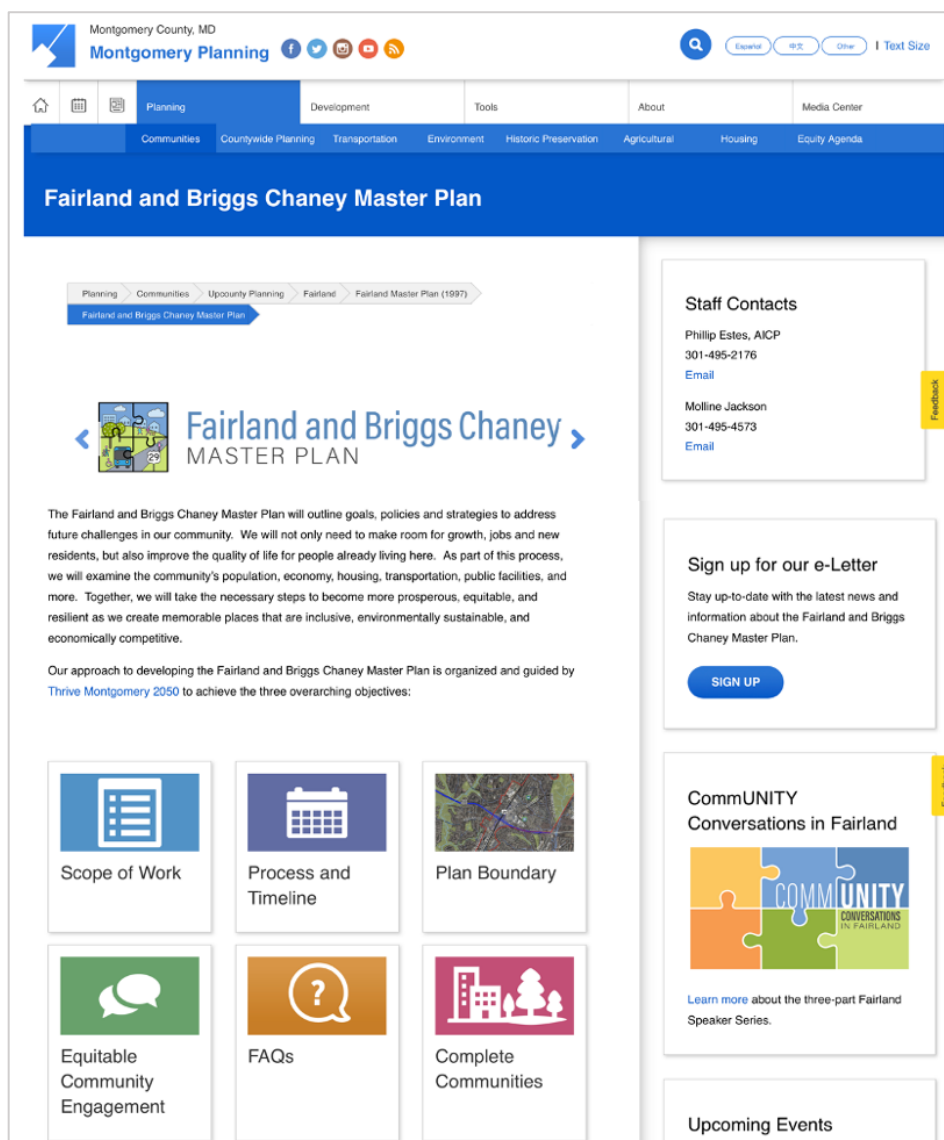 Montgomery County, MD
Montgomery Planning
Español 中文 Other | Text Size
Planning Development Tools About Media Center
Communities Countywide Planning Transportation Environment Historic Preservation Agricultural Housing Equity Agenda
Fairland and Briggs Chaney Master Plan
Planning Communities Upcounty Planning Fairland Fairland Master Plan (1997)
Fairland and Briggs Chaney Master Plan
29
Fairland and Briggs Chaney
MASTER PLAN
The Fairland and Briggs Chaney Master Plan will outline goals, policies and strategies to address
future challenges in our community. We will not only need to make room for growth, jobs and new
residents, but also improve the quality of life for people already living here. As part of this process,
we will examine the community's population, economy, housing, transportation, public facilities, and
more. Together, we will take the necessary steps to become more prosperous, equitable, and
resilient as we create memorable places that are inclusive, environmentally sustainable, and
economically competitive.
Our approach to developing the Fairland and Briggs Chaney Master Plan is organized and guided by
Thrive Montgomery 2050 to achieve the three overarching objectives:
Scope of Work
Process and
Timeline
Plan Boundary
Equitable
Community
Engagement
?
FAQs
Complete
Communities
Staff Contacts
Phillip Estes, AICP
301-495-2176
Email
Molline Jackson
301-495-4573
Email
Feedback
Sign up for our e-Letter
Stay up-to-date with the latest news and
information about the Fairland and Briggs
Chaney Master Plan.
SIGN UP
CommUNITY
Conversations in Fairland
COMMUNITY
CONVERSATIONS
IN FAIRLAND
Learn more about the three-part Fairland
Speaker Series.
Upcoming Events